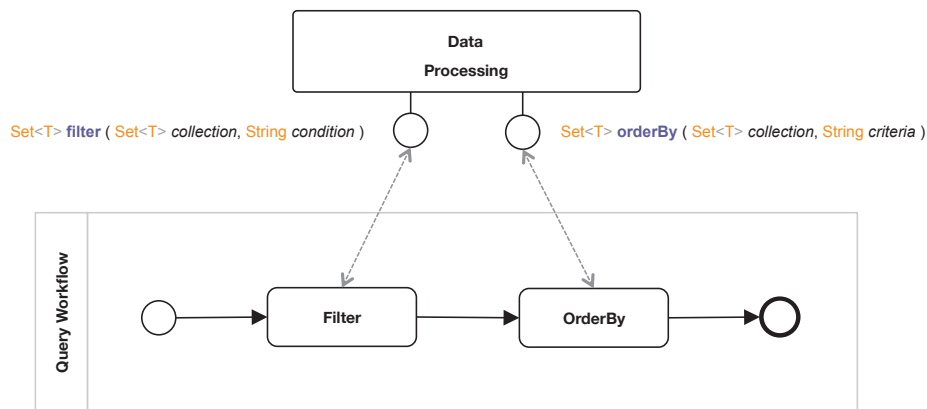 Data
Processing
Set<T> filter ( Set<T> collection, String condition )
Set<T> orderBy ( Set<T> collection, String criteria )
Query Workflow
Filter
OrderBy